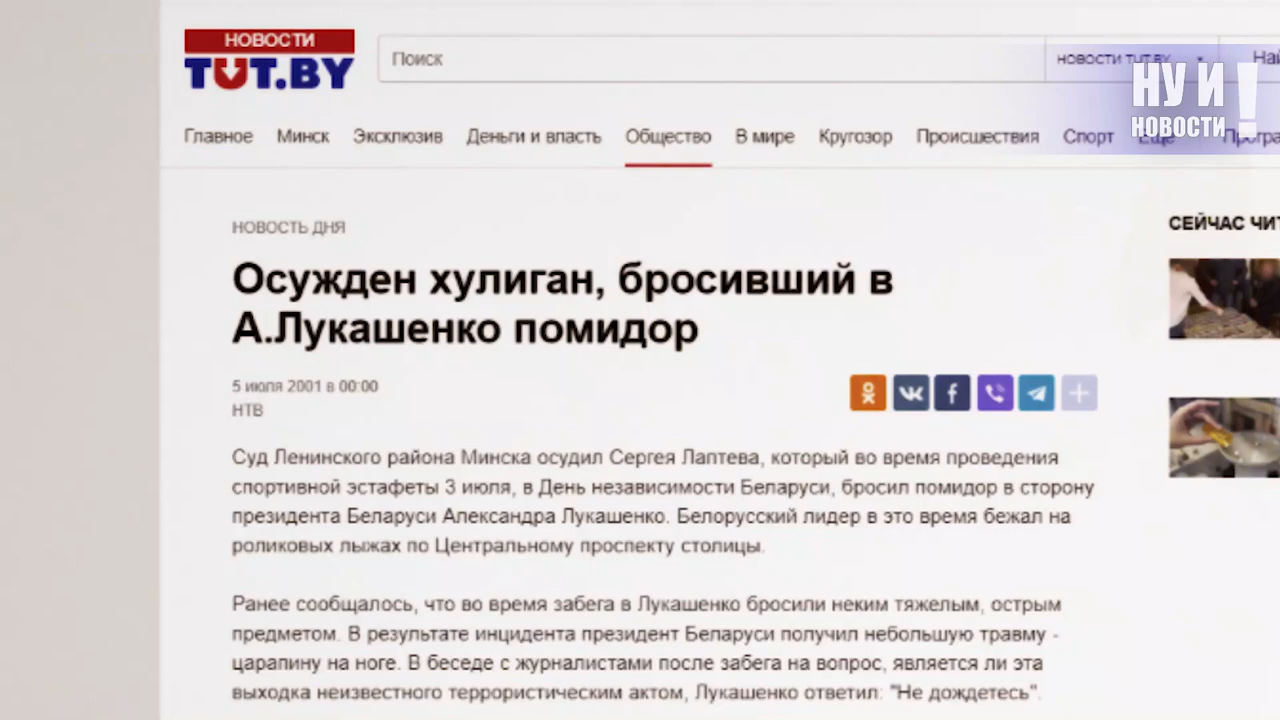 НОВОСТИ
TUT.BY
Поиск
НОВОСТИ TUT.BY
НУ И
НОВОСТИ !
Главное Минск Эксклюзив Деньги и власть Общество В мире Кругозор Происшествия Спорт Еще
НОВОСТЬ ДНЯ
СЕЙЧАС
Осужден хулиган, бросивший в
А.Лукашенко помидор
5 июля 2001 в 00:00
НТВ
Суд Ленинского района Минска осудил Сергея Лаптева, который во время проведения
спортивной эстафеты 3 июля, в День независимости Беларуси, бросил помидор в сторону
президента Беларуси Александра Лукашенко. Белорусский лидер в это время бежал на
роликовых лыжах по Центральному проспекту столицы.
Ранее сообщалось, что во время забега в Лукашенко бросили неким тяжелым, острым
предметом. В результате инцидента президент Беларуси получил небольшую травму -
царапину на ноге. В беседе с журналистами после забега на вопрос, является ли эта
выходка неизвестного террористическим актом, Лукашенко ответил: "Не дождетесь".